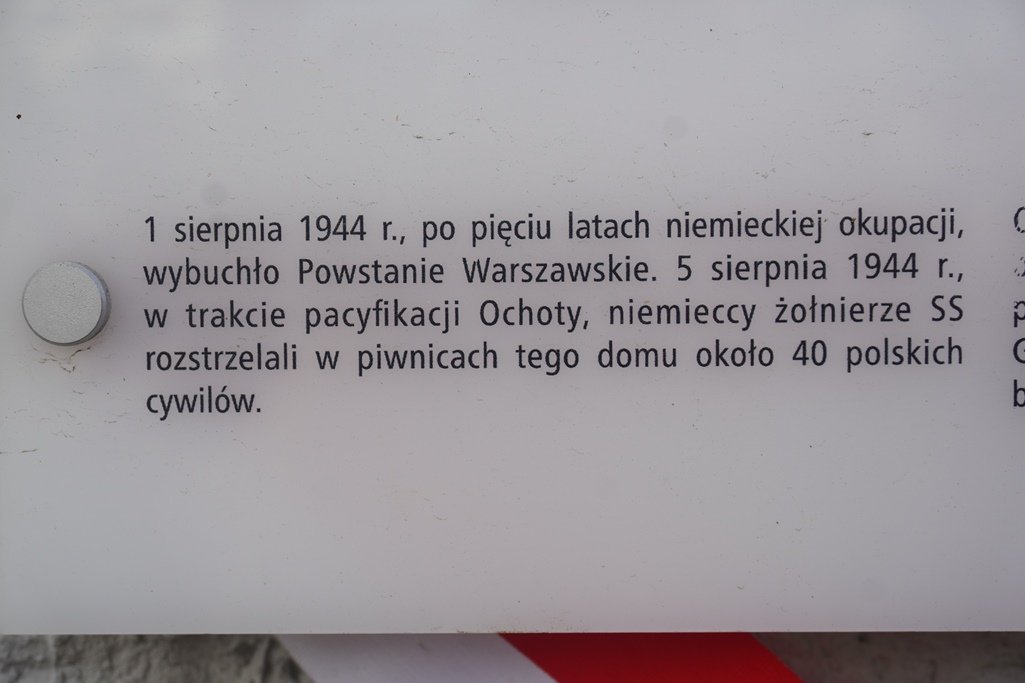 1 sierpnia 1944 r., po pięciu latach niemieckiej okupacji,
wybuchło Powstanie Warszawskie. 5 sierpnia 1944 r.,
w trakcie pacyfikacji Ochoty, niemieccy żołnierze SS
rozstrzelali w piwnicach tego domu około 40 polskich
cywilów.